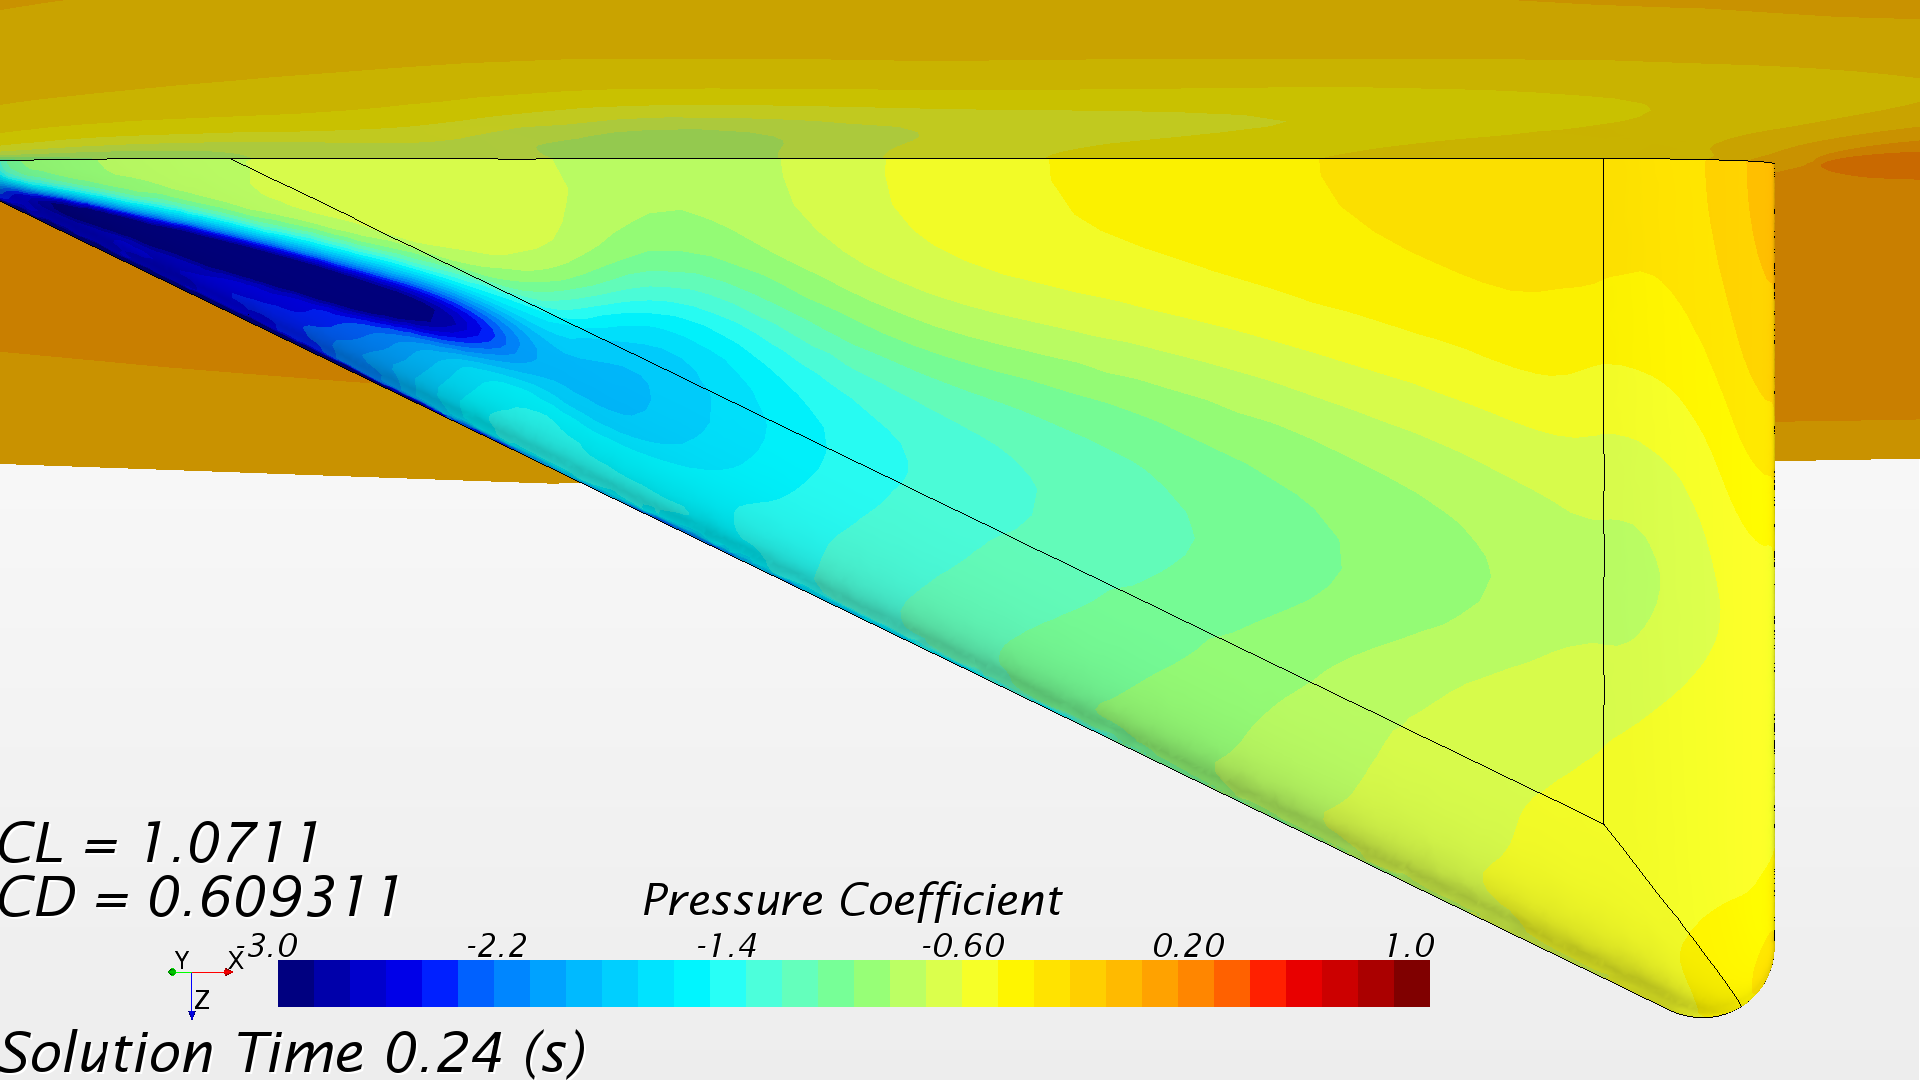 CL = 1.0711
CD = 0.609311
Pressure Coefficient
-3.0 -2.2 -1.4 -0.60 0.20 1.0
Y X
Z
Solution Time 0.24 (s)